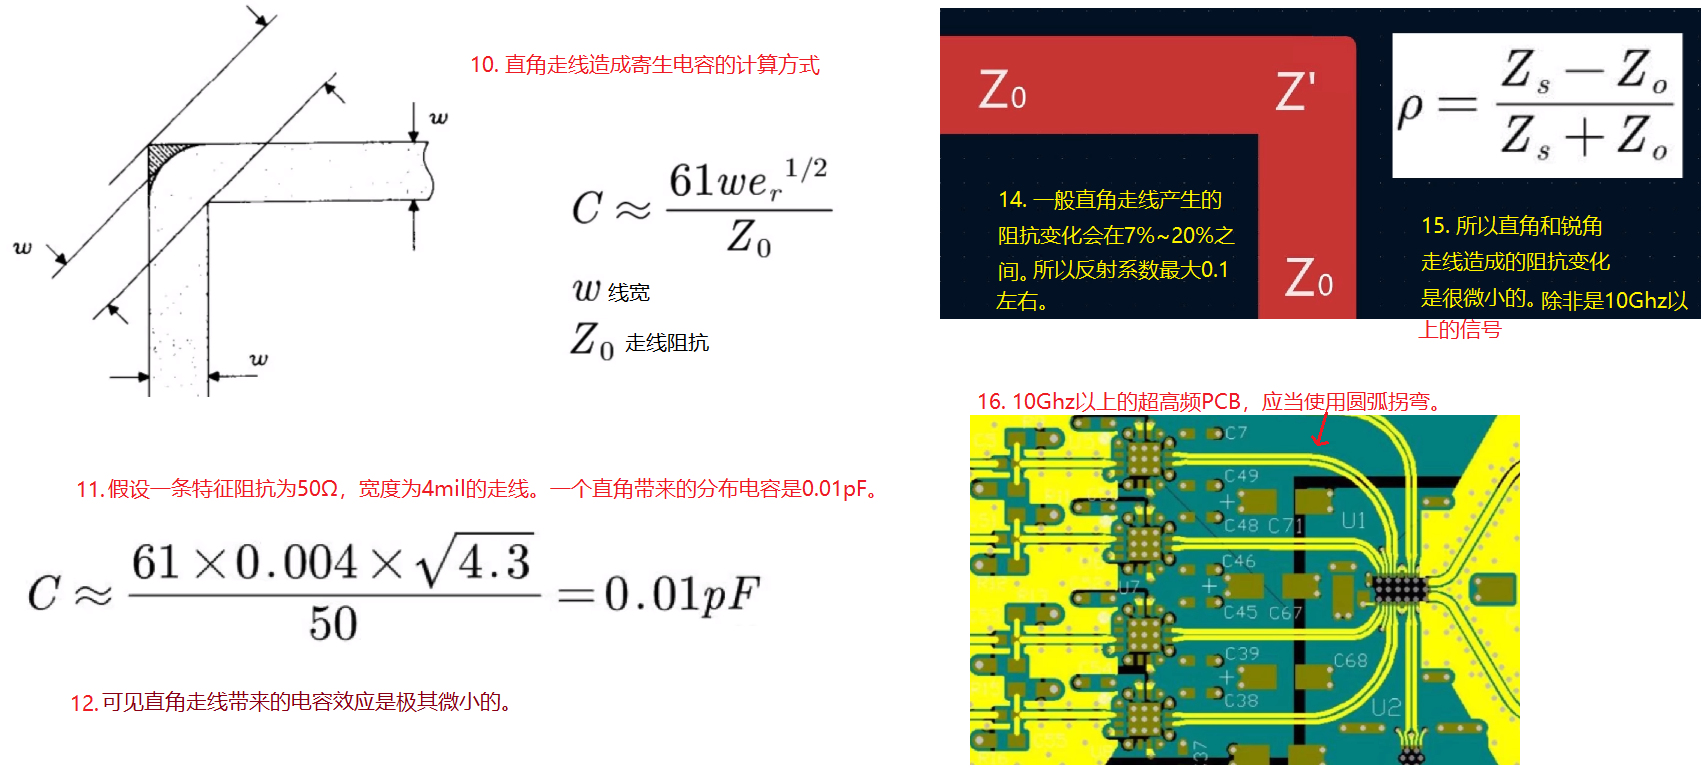 10. 直角走线造成寄生电容的计算方式
w
w
w
C ≈ 61we_r^{1/2} / Z_0
w 线宽
Z_0 走线阻抗
11. 假设一条特征阻抗为50Ω，宽度为4mil的走线。一个直角带来的分布电容是0.01pF。
C ≈ 61 × 0.004 × √4.3 / 50 = 0.01pF
12. 可见直角走线带来的电容效应是极其微小的。
Z0
Z'
Z0
ρ = (Z_s − Z_o) / (Z_s + Z_o)
14. 一般直角走线产生的
阻抗变化会在7%~20%之
间。所以反射系数最大0.1
左右。
15. 所以直角和锐角
走线造成的阻抗变化
是很微小的。除非是10Ghz以
上的信号
16. 10Ghz以上的超高频PCB，应当使用圆弧拐弯。
C7
C49
C48
C71
U1
C46
U7
C45
C67
C39
C68
C38
U2